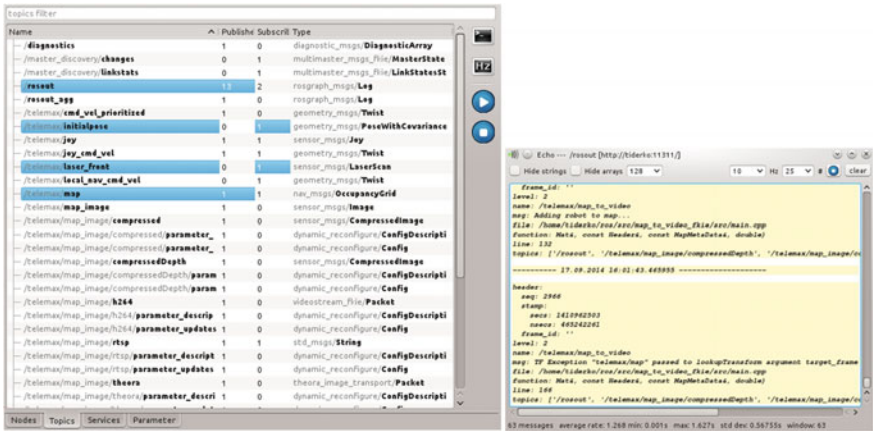 topics filter
Name Publishe Subscrib Type
/diagnostics 1 0 diagnostic_msgs/DiagnosticArray
/master_discovery/changes 1 0 multimaster_msgs_fkie/MasterState
/master_discovery/linkstats 1 0 multimaster_msgs_fkie/LinkStatesSt
/rosout 13 2 rosgraph_msgs/Log
/rosout_agg 1 0 rosgraph_msgs/Log
/telemax/cmd_vel_prioritized 1 0 geometry_msgs/Twist
/telemax/initialpose 0 1 geometry_msgs/PoseWithCovariance
/telemax/joy 1 1 sensor_msgs/Joy
/telemax/joy_cmd_vel 1 1 geometry_msgs/Twist
/telemax/laser_front 0 1 sensor_msgs/LaserScan
/telemax/local_nav_cmd_vel 0 1 geometry_msgs/Twist
/telemax/map 1 1 nav_msgs/OccupancyGrid
/telemax/map_image 1 0 sensor_msgs/Image
/telemax/map_image/compressed 1 0 sensor_msgs/CompressedImage
/telemax/map_image/compressed/parameter_ 1 0 dynamic_reconfigure/ConfigDescripti
/telemax/map_image/compressed/parameter_ 1 0 dynamic_reconfigure/Config
/telemax/map_image/compressedDepth 1 0 sensor_msgs/CompressedImage
/telemax/map_image/compressedDepth/param 1 0 dynamic_reconfigure/ConfigDescripti
/telemax/map_image/compressedDepth/param 1 0 dynamic_reconfigure/Config
/telemax/map_image/h264 1 0 videostream_fkie/Packet
/telemax/map_image/h264/parameter_descrip 1 0 dynamic_reconfigure/ConfigDescripti
/telemax/map_image/h264/parameter_updates 1 0 dynamic_reconfigure/Config
/telemax/map_image/rtsp 1 1 std_msgs/String
/telemax/map_image/rtsp/parameter_descript 1 0 dynamic_reconfigure/ConfigDescripti
/telemax/map_image/rtsp/parameter_updates 1 0 dynamic_reconfigure/Config
/telemax/map_image/theora 1 0 theora_image_transport/Packet
/telemax/map_image/theora/parameter_descri 1 0 dynamic_reconfigure/ConfigDescripti
Nodes Topics Services Parameter
Hz
Echo --- /rosout [http://tiderko:11311/]
Hide strings Hide arrays 128 10 Hz 25 # clear
frame_id: ''
level: 2
name: /telemax/map_to_video
msg: Adding robot to map...
file: /home/tiderko/ros/src/map_to_video_fkie/src/main.cpp
function: Mat&, const Header&, const MapMetaData&, double)
line: 132
topics: ['/rosout', '/telemax/map_image/compressedDepth', '/telemax/map_image/co
---------- 17.09.2014 16:01:43.465955 --------------------
header:
seq: 2966
stamp:
secs: 1410962503
nsecs: 465242261
frame_id: ''
level: 2
name: /telemax/map_to_video
msg: TF Exception "telemax/map" passed to lookupTransform argument target_frame
file: /home/tiderko/ros/src/map_to_video_fkie/src/main.cpp
function: Mat&, const Header&, const MapMetaData&, double)
line: 166
topics: ['/rosout', '/telemax/map_image/compressedDepth', '/telemax/map_image/co
63 messages average rate: 1.268 min: 0.001s max: 1.627s std dev: 0.56755s window: 63